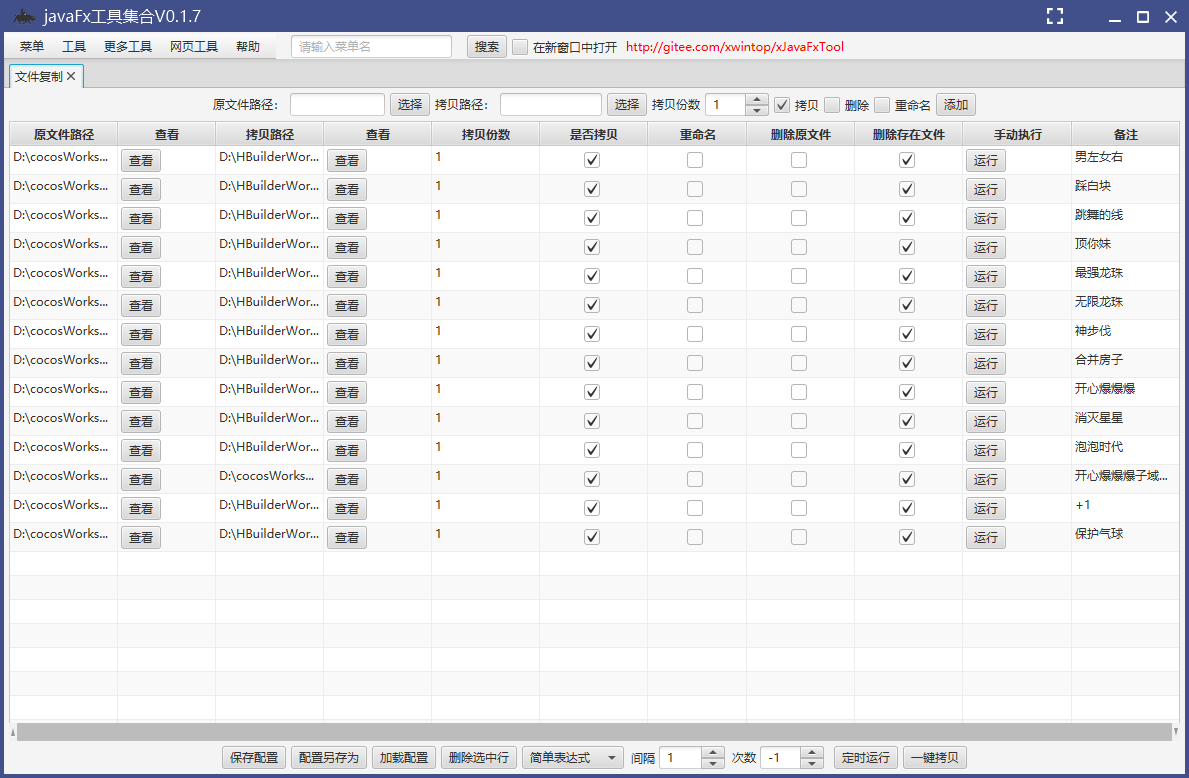 javaFx工具集合V0.1.7
菜单 工具 更多工具 网页工具 帮助 请输入菜单名 搜索 在新窗口中打开 http://gitee.com/xwintop/xJavaFxTool
文件复制
原文件路径： 选择 拷贝路径： 选择 拷贝份数 1 拷贝 删除 重命名 添加
原文件路径 查看 拷贝路径 查看 拷贝份数 是否拷贝 重命名 删除原文件 删除存在文件 手动执行 备注
D:\cocosWorks... 查看 D:\HBuilderWor... 查看 1 运行 男左女右
D:\cocosWorks... 查看 D:\HBuilderWor... 查看 1 运行 踩白块
D:\cocosWorks... 查看 D:\HBuilderWor... 查看 1 运行 跳舞的线
D:\cocosWorks... 查看 D:\HBuilderWor... 查看 1 运行 顶你妹
D:\cocosWorks... 查看 D:\HBuilderWor... 查看 1 运行 最强龙珠
D:\cocosWorks... 查看 D:\HBuilderWor... 查看 1 运行 无限龙珠
D:\cocosWorks... 查看 D:\HBuilderWor... 查看 1 运行 神步伐
D:\cocosWorks... 查看 D:\HBuilderWor... 查看 1 运行 合并房子
D:\cocosWorks... 查看 D:\HBuilderWor... 查看 1 运行 开心爆爆爆
D:\cocosWorks... 查看 D:\HBuilderWor... 查看 1 运行 消灭星星
D:\cocosWorks... 查看 D:\HBuilderWor... 查看 1 运行 泡泡时代
D:\cocosWorks... 查看 D:\cocosWorks... 查看 1 运行 开心爆爆爆子域...
D:\cocosWorks... 查看 D:\HBuilderWor... 查看 1 运行 +1
D:\cocosWorks... 查看 D:\HBuilderWor... 查看 1 运行 保护气球
保存配置 配置另存为 加载配置 删除选中行 简单表达式 间隔 1 次数 -1 定时运行 一键拷贝